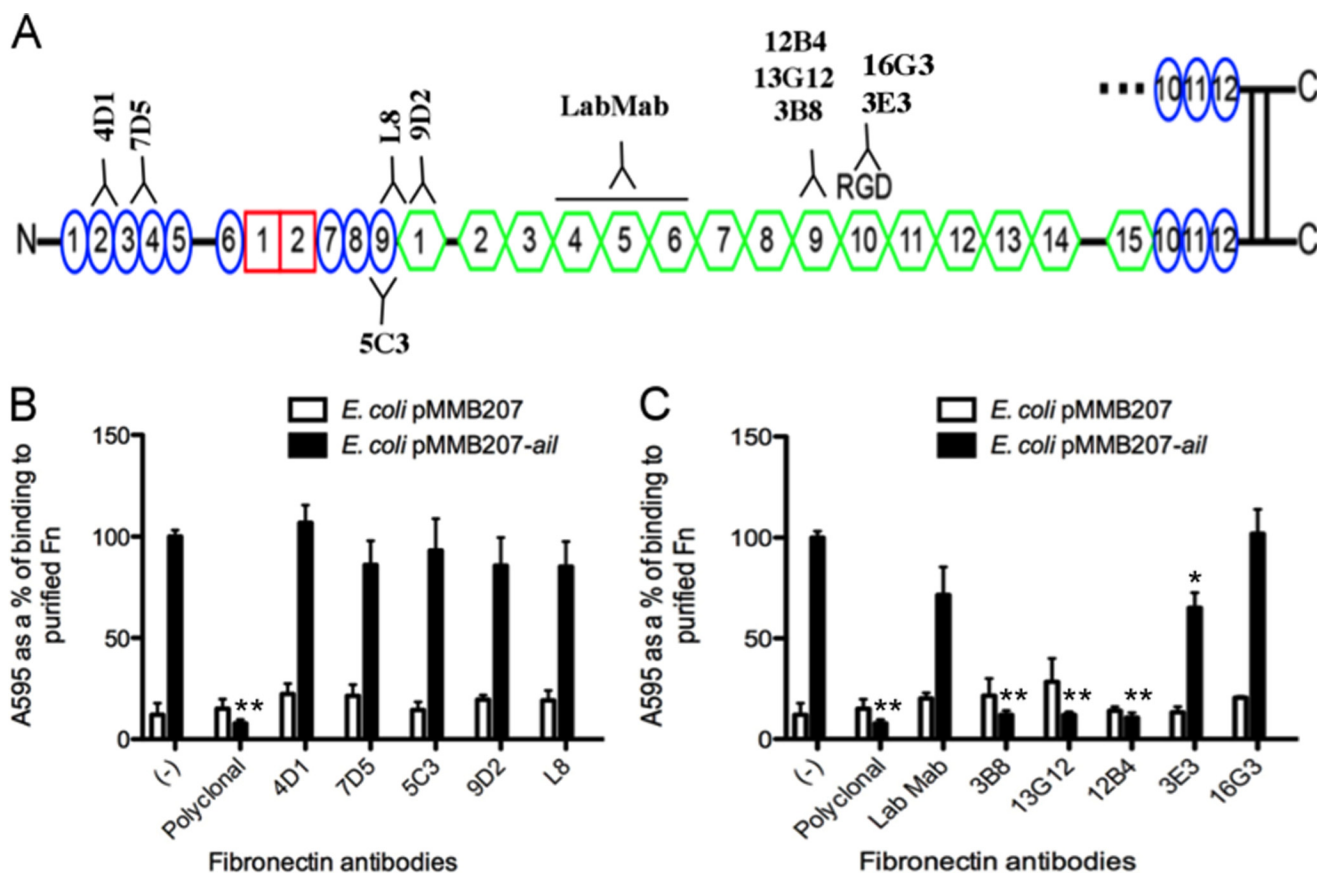 A
12B4
13G12
3B8
16G3
3E3
4D1
7D5
L8
9D2
LabMab
RGD
10 11 12 C
N 1 2 3 4 5 6 1 2 7 8 9 1 2 3 4 5 6 7 8 9 10 11 12 13 14 15 10 11 12 C
5C3
B
E. coli pMMB207
E. coli pMMB207-ail
A595 as a % of binding to
purified Fn
150
100
50
0
**
(-) Polyclonal 4D1 7D5 5C3 9D2 L8
Fibronectin antibodies
C
E. coli pMMB207
E. coli pMMB207-ail
A595 as a % of binding to
purified Fn
150
100
50
0
** ** ** ** *
(-) Polyclonal Lab Mab 3B8 13G12 12B4 3E3 16G3
Fibronectin antibodies